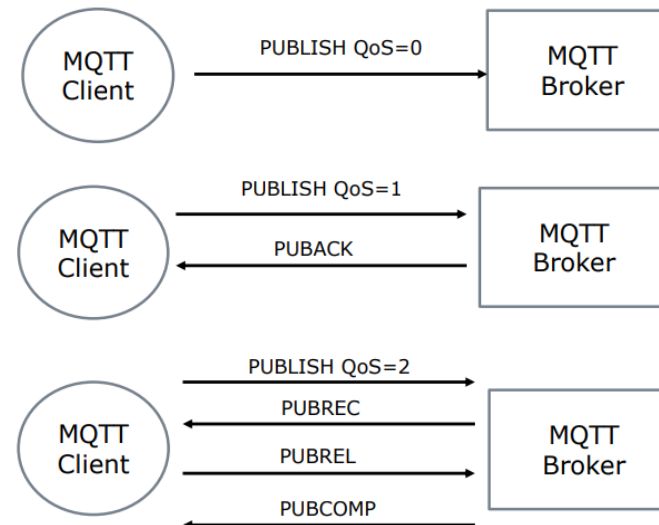 MQTT
Client
PUBLISH QoS=0
MQTT
Broker
MQTT
Client
PUBLISH QoS=1
PUBACK
MQTT
Broker
MQTT
Client
PUBLISH QoS=2
PUBREC
PUBREL
PUBCOMP
MQTT
Broker